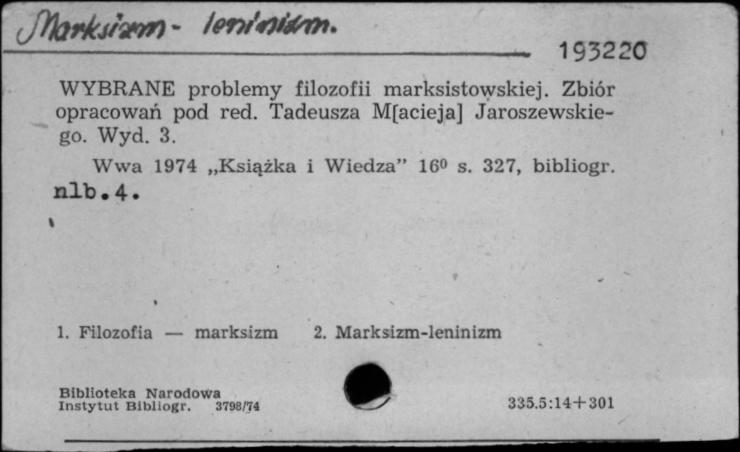 Marksizm - leninizm.
193220
WYBRANE problemy filozofii marksistowskiej. Zbiór
opracowań pod red. Tadeusza M[acieja] Jaroszewskie-
go. Wyd. 3.
Wwa 1974 „Książka i Wiedza” 16⁰ s. 327, bibliogr.
nlb.4.
1. Filozofia — marksizm 2. Marksizm-leninizm
Biblioteka Narodowa
Instytut Bibliogr. 3798/74
335.5:14+301